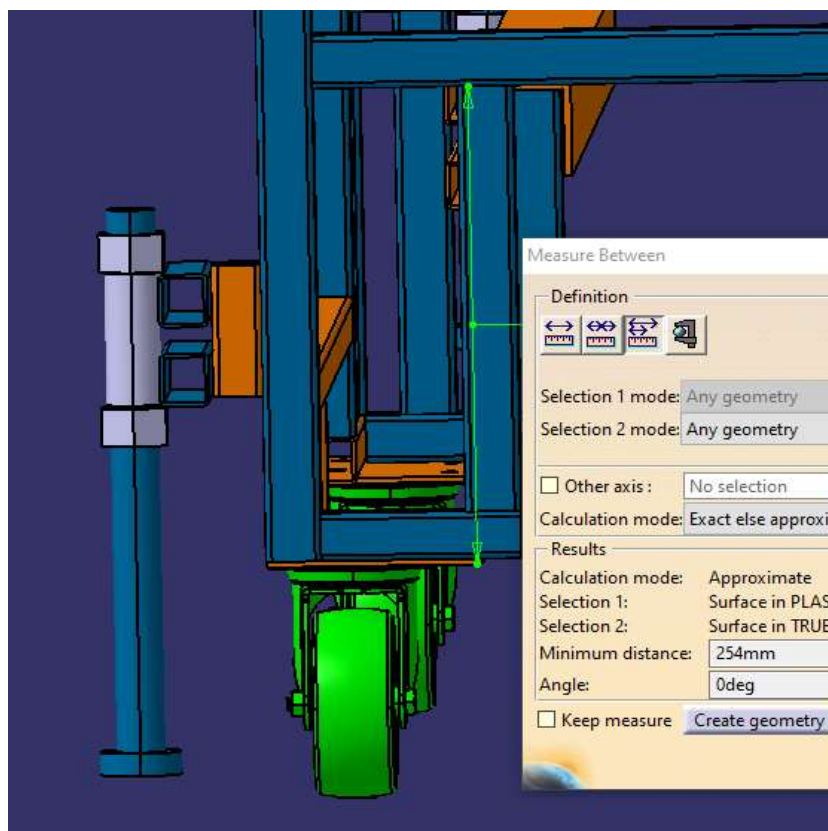 Measure Between
Definition
Selection 1 mode: Any geometry
Selection 2 mode: Any geometry
Other axis : No selection
Calculation mode: Exact else approxi
Results
Calculation mode: Approximate
Selection 1: Surface in PLAS
Selection 2: Surface in TRUE
Minimum distance: 254mm
Angle: 0deg
Keep measure Create geometry